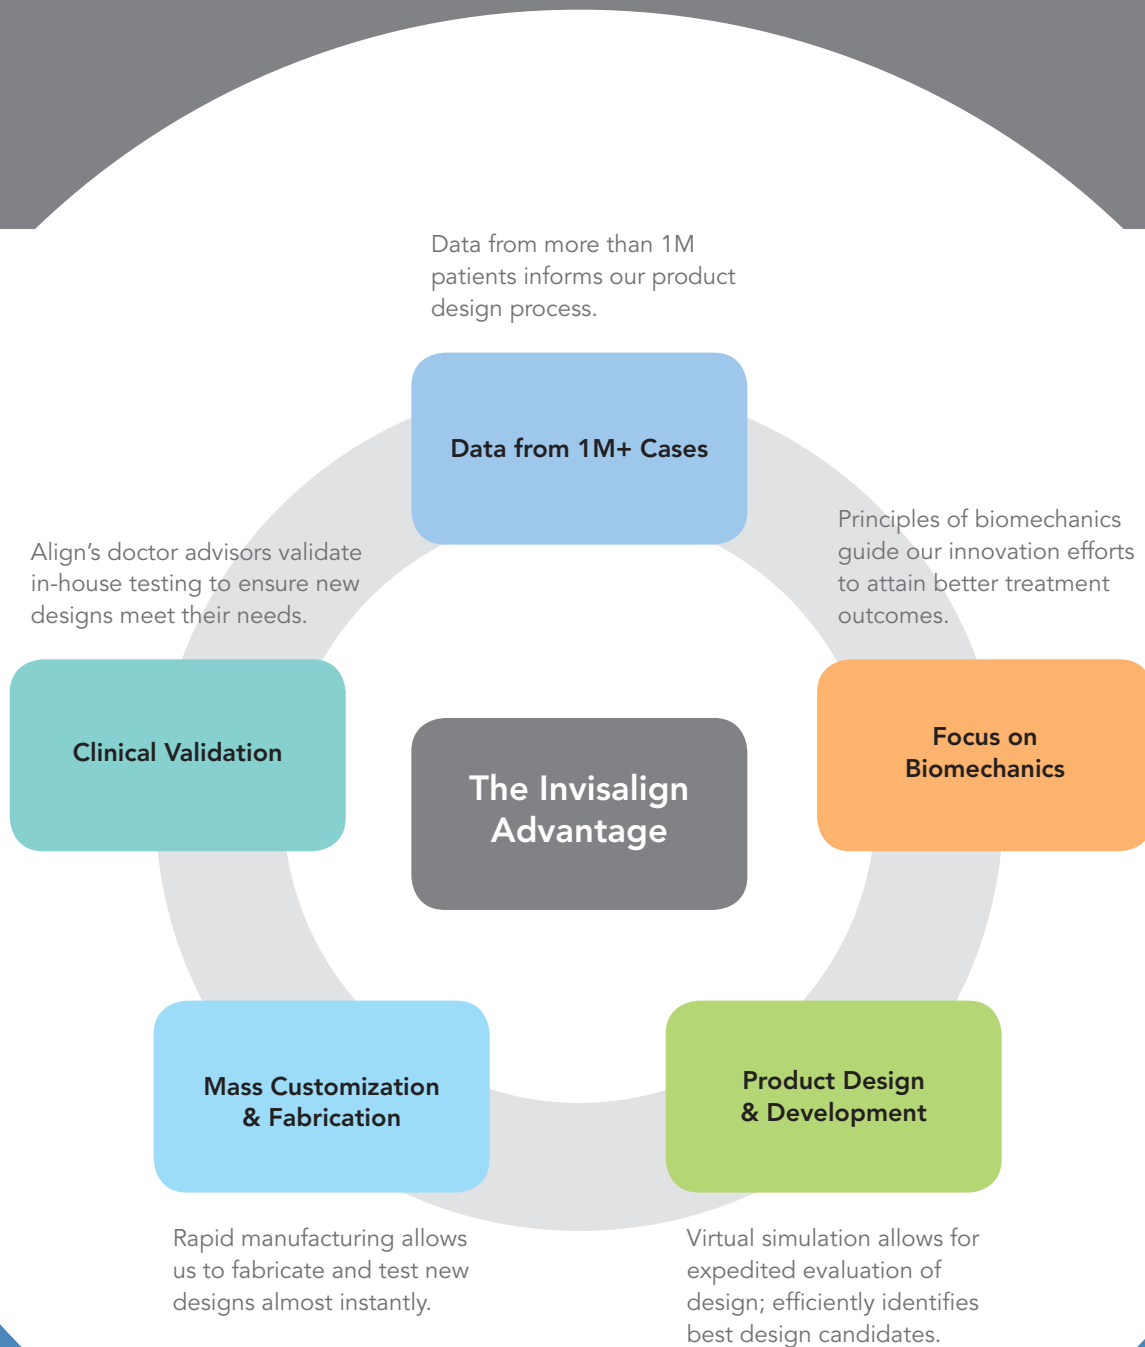 Data from more than 1M
patients informs our product
design process.
Data from 1M+ Cases
Principles of biomechanics
guide our innovation efforts
to attain better treatment
outcomes.
Focus on
Biomechanics
Align’s doctor advisors validate
in-house testing to ensure new
designs meet their needs.
Clinical Validation
The Invisalign
Advantage
Mass Customization
& Fabrication
Rapid manufacturing allows
us to fabricate and test new
designs almost instantly.
Product Design
& Development
Virtual simulation allows for
expedited evaluation of
design; efficiently identifies
best design candidates.